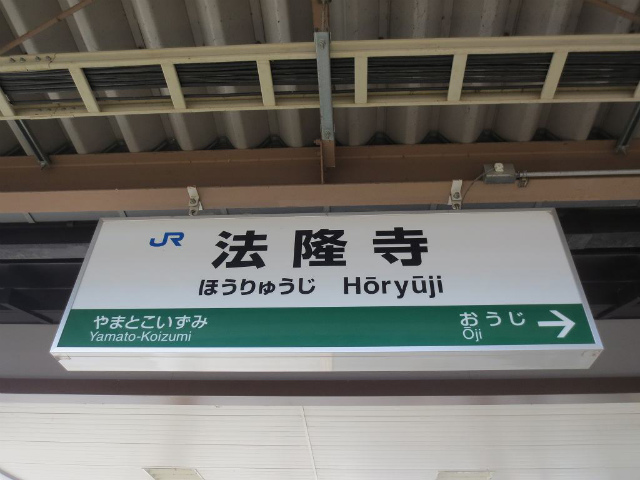 JR 法隆寺
ほうりゅうじ Hōryūji
やまとこいずみ おうじ
Yamato-Koizumi Ōji